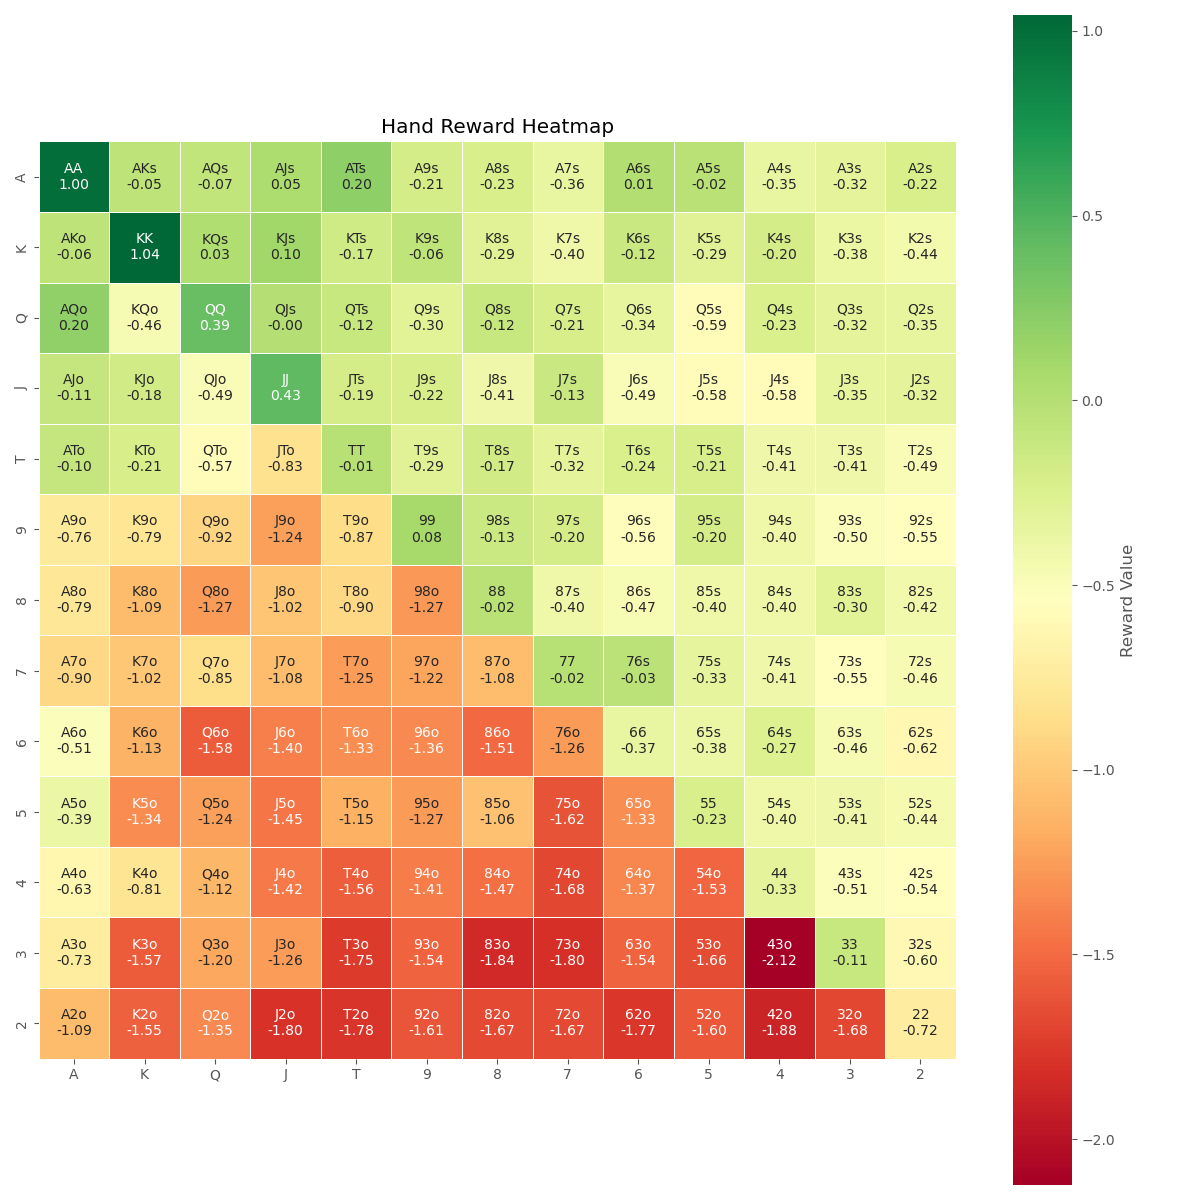 Hand Reward Heatmap
A AA AKs AQs AJs ATs A9s A8s A7s A6s A5s A4s A3s A2s
1.00 -0.05 -0.07 0.05 0.20 -0.21 -0.23 -0.36 0.01 -0.02 -0.35 -0.32 -0.22
K AKo KK KQs KJs KTs K9s K8s K7s K6s K5s K4s K3s K2s
-0.06 1.04 0.03 0.10 -0.17 -0.06 -0.29 -0.40 -0.12 -0.29 -0.20 -0.38 -0.44
Q AQo KQo QQ QJs QTs Q9s Q8s Q7s Q6s Q5s Q4s Q3s Q2s
0.20 -0.46 0.39 -0.00 -0.12 -0.30 -0.12 -0.21 -0.34 -0.59 -0.23 -0.32 -0.35
J AJo KJo QJo JJ JTs J9s J8s J7s J6s J5s J4s J3s J2s
-0.11 -0.18 -0.49 0.43 -0.19 -0.22 -0.41 -0.13 -0.49 -0.58 -0.58 -0.35 -0.32
T ATo KTo QTo JTo TT T9s T8s T7s T6s T5s T4s T3s T2s
-0.10 -0.21 -0.57 -0.83 -0.01 -0.29 -0.17 -0.32 -0.24 -0.21 -0.41 -0.41 -0.49
9 A9o K9o Q9o J9o T9o 99 98s 97s 96s 95s 94s 93s 92s
-0.76 -0.79 -0.92 -1.24 -0.87 0.08 -0.13 -0.20 -0.56 -0.20 -0.40 -0.50 -0.55
8 A8o K8o Q8o J8o T8o 98o 88 87s 86s 85s 84s 83s 82s
-0.79 -1.09 -1.27 -1.02 -0.90 -1.27 -0.02 -0.40 -0.47 -0.40 -0.40 -0.30 -0.42
7 A7o K7o Q7o J7o T7o 97o 87o 77 76s 75s 74s 73s 72s
-0.90 -1.02 -0.85 -1.08 -1.25 -1.22 -1.08 -0.02 -0.03 -0.33 -0.41 -0.55 -0.46
6 A6o K6o Q6o J6o T6o 96o 86o 76o 66 65s 64s 63s 62s
-0.51 -1.13 -1.58 -1.40 -1.33 -1.36 -1.51 -1.26 -0.37 -0.38 -0.27 -0.46 -0.62
5 A5o K5o Q5o J5o T5o 95o 85o 75o 65o 55 54s 53s 52s
-0.39 -1.34 -1.24 -1.45 -1.15 -1.27 -1.06 -1.62 -1.33 -0.23 -0.40 -0.41 -0.44
4 A4o K4o Q4o J4o T4o 94o 84o 74o 64o 54o 44 43s 42s
-0.63 -0.81 -1.12 -1.42 -1.56 -1.41 -1.47 -1.68 -1.37 -1.53 -0.33 -0.51 -0.54
3 A3o K3o Q3o J3o T3o 93o 83o 73o 63o 53o 43o 33 32s
-0.73 -1.57 -1.20 -1.26 -1.75 -1.54 -1.84 -1.80 -1.54 -1.66 -2.12 -0.11 -0.60
2 A2o K2o Q2o J2o T2o 92o 82o 72o 62o 52o 42o 32o 22
-1.09 -1.55 -1.35 -1.80 -1.78 -1.61 -1.67 -1.67 -1.77 -1.60 -1.88 -1.68 -0.72
A K Q J T 9 8 7 6 5 4 3 2
1.0
0.5
0.0
−0.5
−1.0
−1.5
−2.0
Reward Value